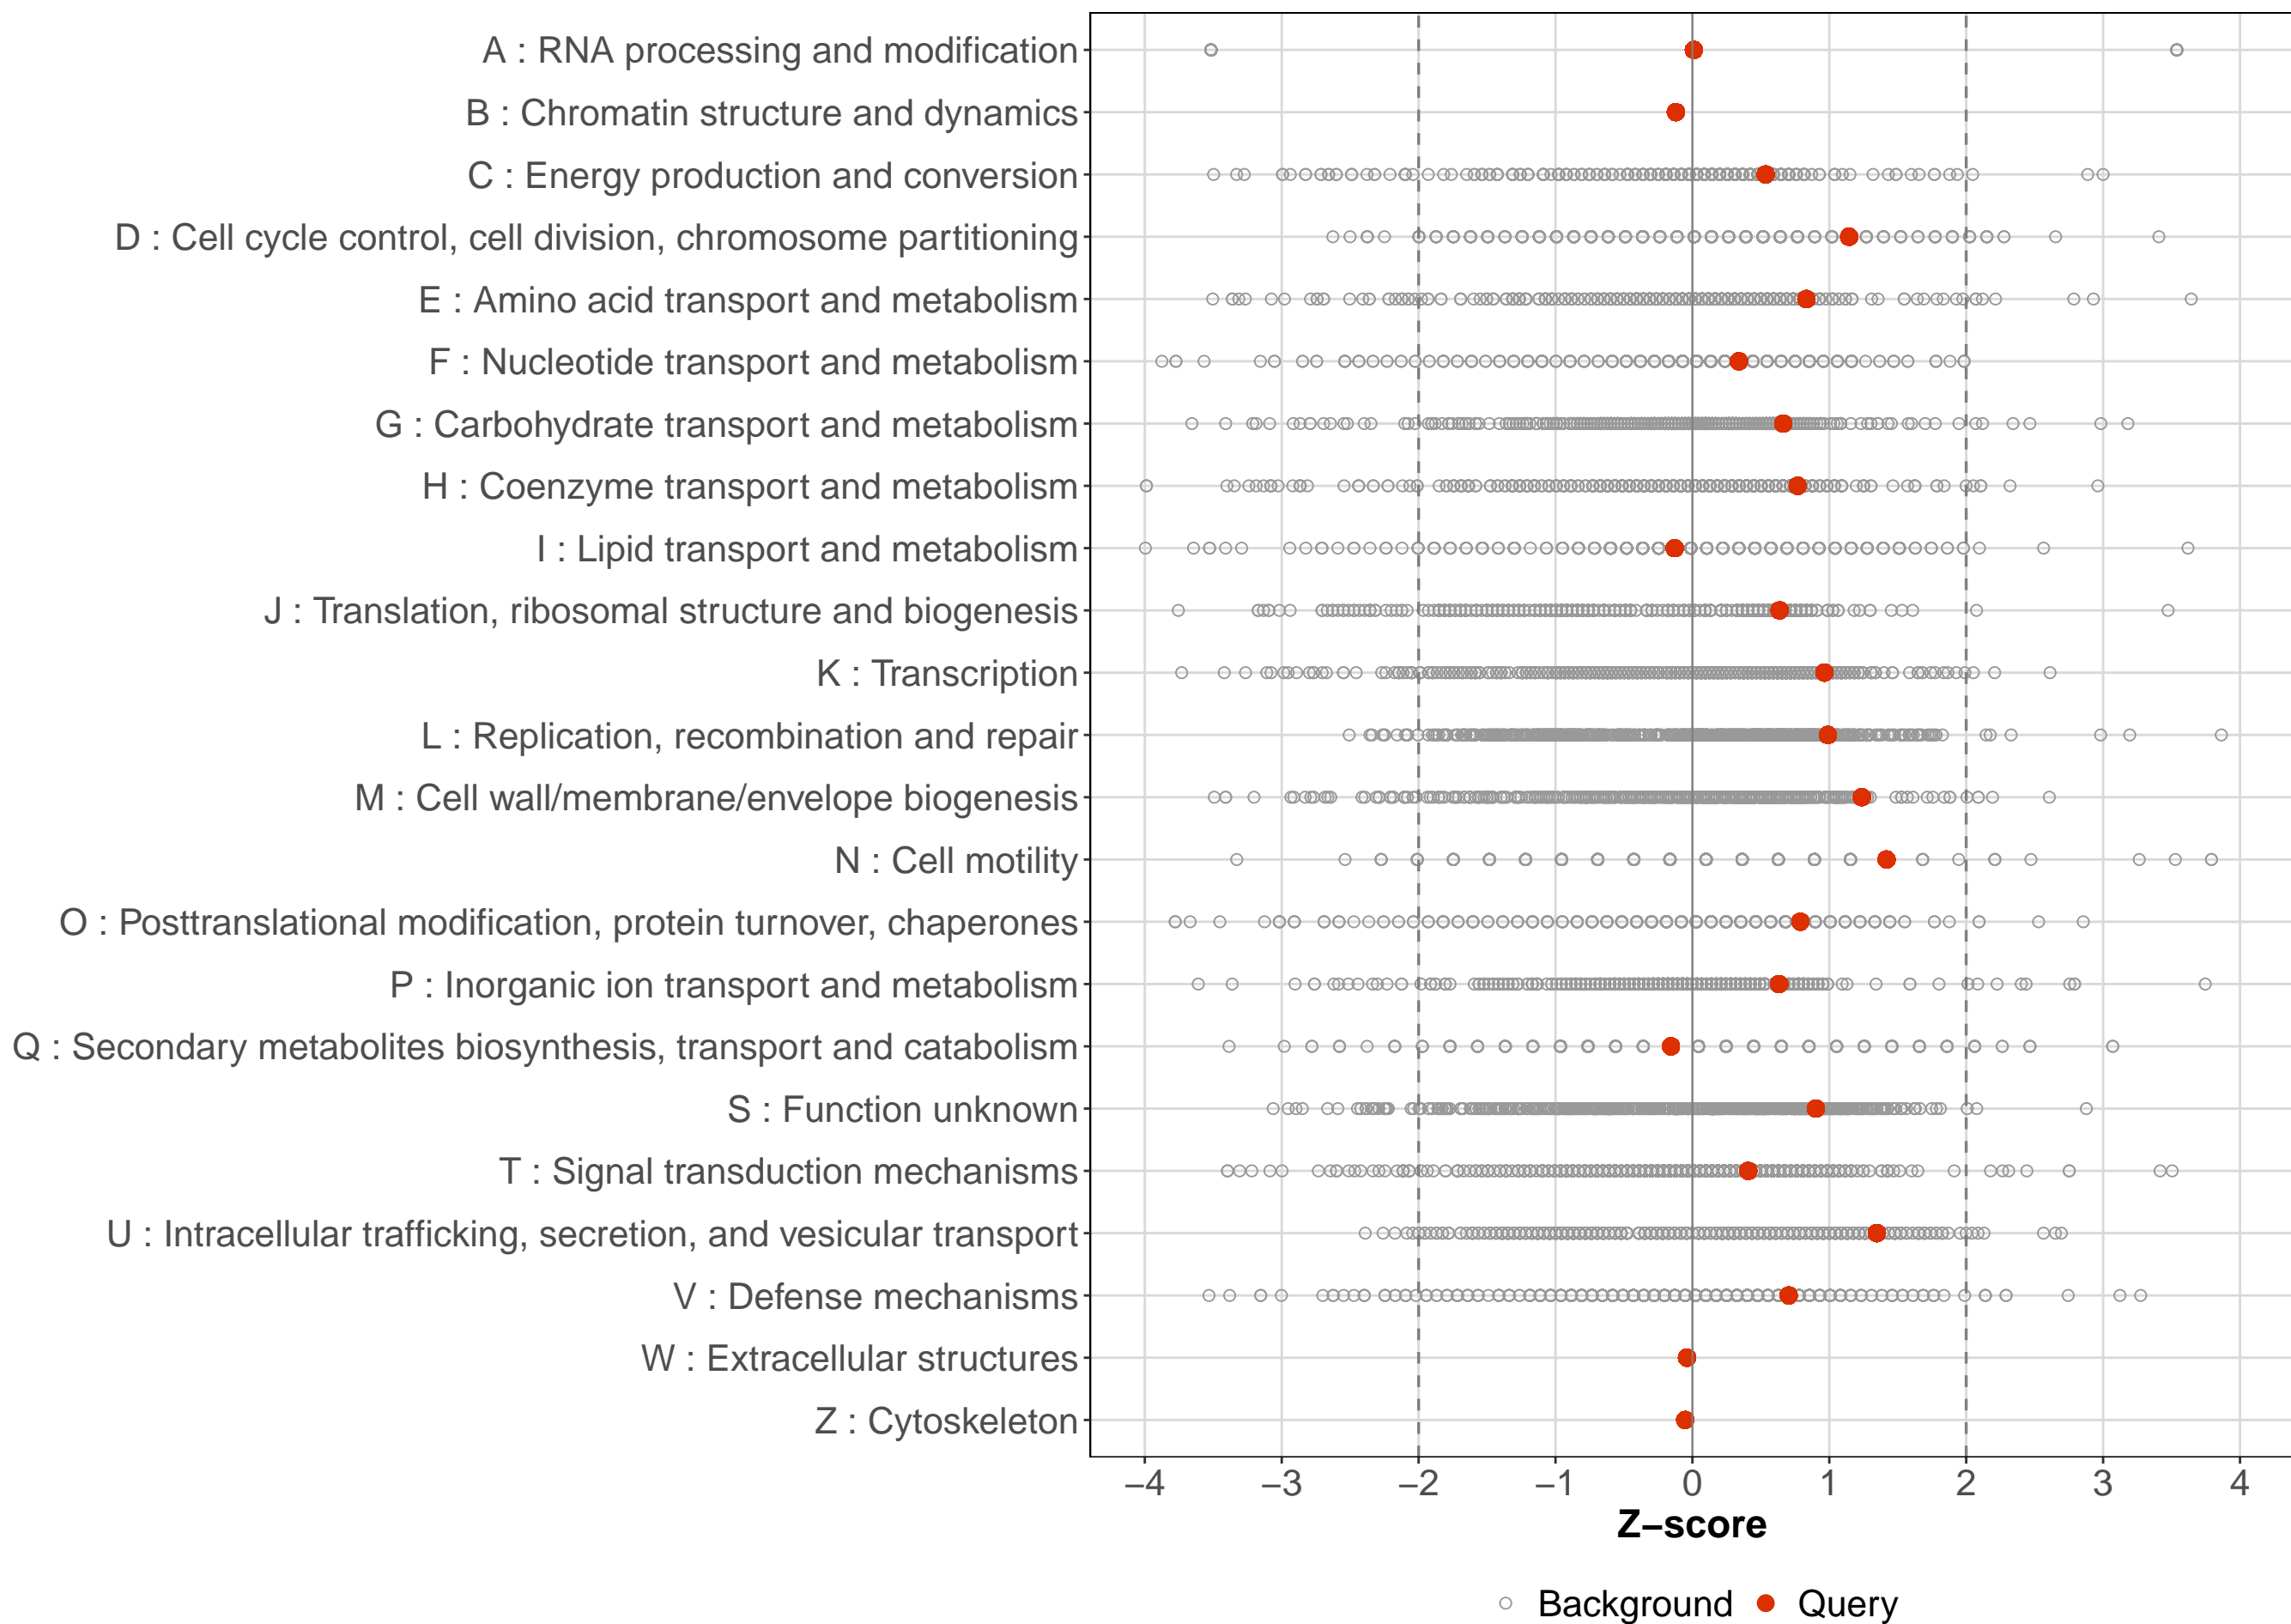 A : RNA processing and modification
B : Chromatin structure and dynamics
C : Energy production and conversion
D : Cell cycle control, cell division, chromosome partitioning
E : Amino acid transport and metabolism
F : Nucleotide transport and metabolism
G : Carbohydrate transport and metabolism
H : Coenzyme transport and metabolism
I : Lipid transport and metabolism
J : Translation, ribosomal structure and biogenesis
K : Transcription
L : Replication, recombination and repair
M : Cell wall/membrane/envelope biogenesis
N : Cell motility
O : Posttranslational modification, protein turnover, chaperones
P : Inorganic ion transport and metabolism
Q : Secondary metabolites biosynthesis, transport and catabolism
S : Function unknown
T : Signal transduction mechanisms
U : Intracellular trafficking, secretion, and vesicular transport
V : Defense mechanisms
W : Extracellular structures
Z : Cytoskeleton
−4 −3 −2 −1 0 1 2 3 4
Z−score
Background Query